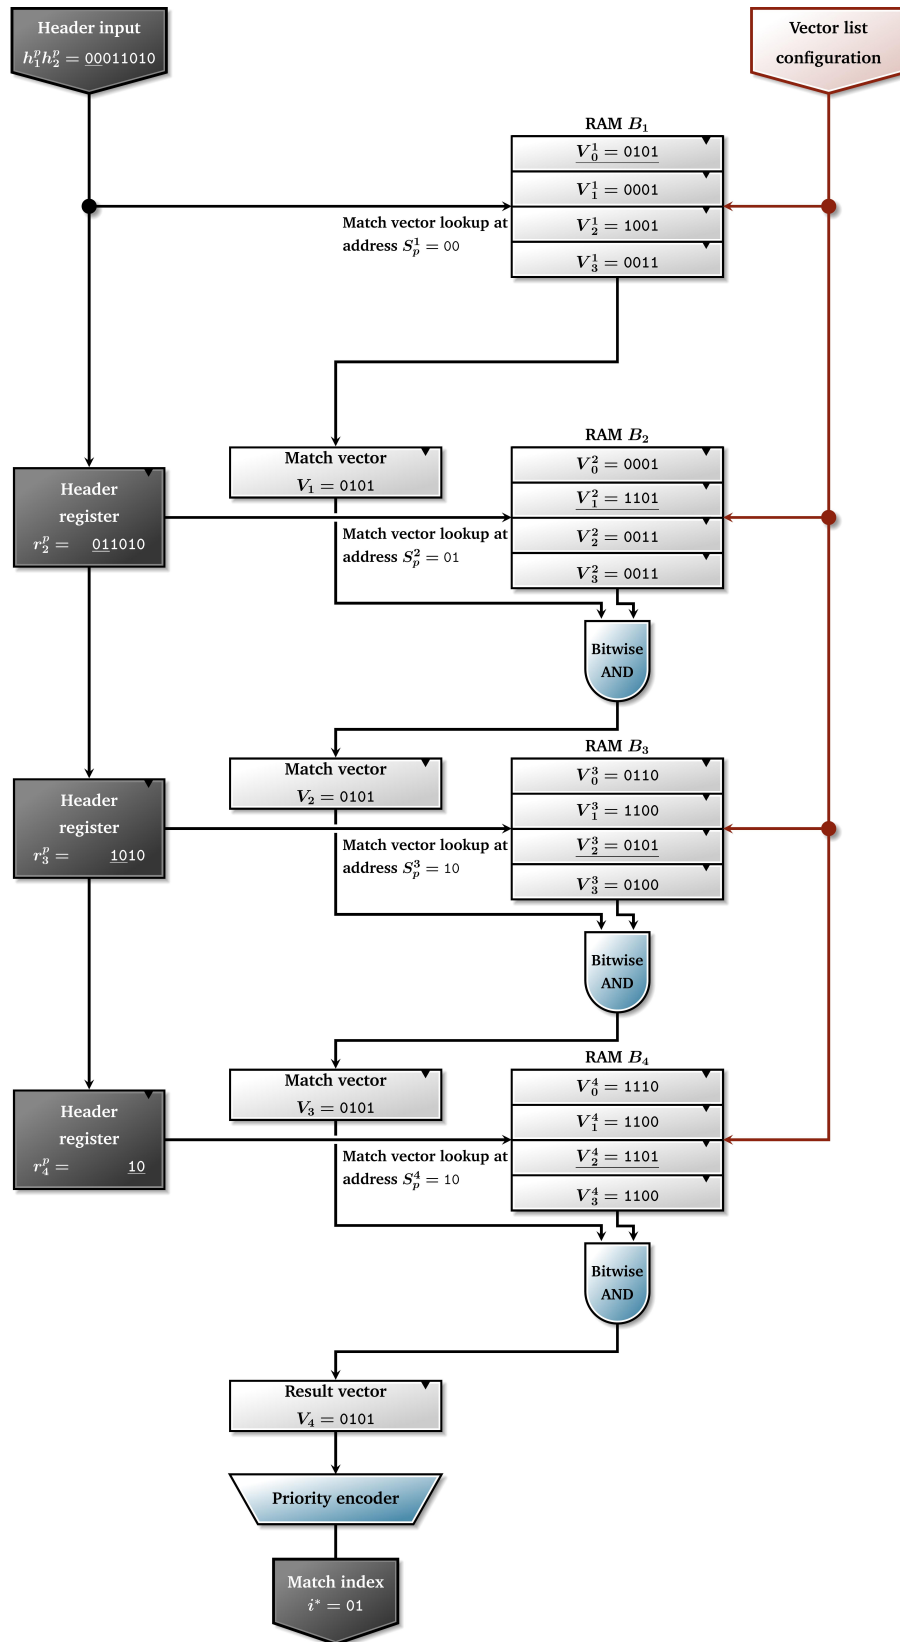 Header input
h₁ᵖh₂ᵖ = 00011010
Vector list
configuration
RAM B₁
V₀¹ = 0101
V₁¹ = 0001
V₂¹ = 1001
V₃¹ = 0011
Match vector lookup at
address Sₚ¹ = 00
RAM B₂
V₀² = 0001
V₁² = 1101
V₂² = 0011
V₃² = 0011
Match vector
V₁ = 0101
Header
register
r₂ᵖ = 011010
Match vector lookup at
address Sₚ² = 01
Bitwise
AND
RAM B₃
V₀³ = 0110
V₁³ = 1100
V₂³ = 0101
V₃³ = 0100
Match vector
V₂ = 0101
Header
register
r₃ᵖ = 1010
Match vector lookup at
address Sₚ³ = 10
Bitwise
AND
RAM B₄
V₀⁴ = 1110
V₁⁴ = 1100
V₂⁴ = 1101
V₃⁴ = 1100
Match vector
V₃ = 0101
Header
register
r₄ᵖ = 10
Match vector lookup at
address Sₚ⁴ = 10
Bitwise
AND
Result vector
V₄ = 0101
Priority encoder
Match index
i* = 01